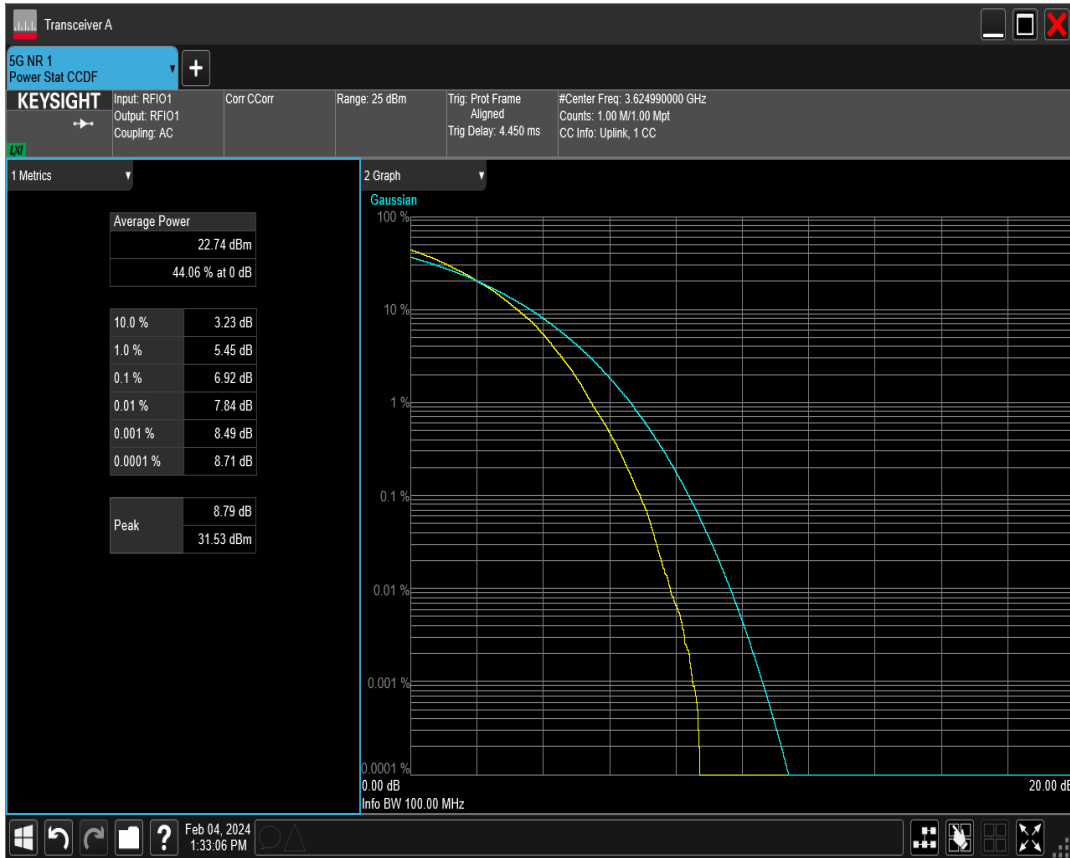 Transceiver A
5G NR 1
Power Stat CCDF
+
KEYSIGHT
LXI
Input: RFIO1
Output: RFIO1
Coupling: AC
Corr CCorr
Range: 25 dBm
Trig: Prot Frame
Aligned
Trig Delay: 4.450 ms
#Center Freq: 3.624990000 GHz
Counts: 1.00 M/1.00 Mpt
CC Info: Uplink, 1 CC
1 Metrics
Average Power
22.74 dBm
44.06 % at 0 dB
10.0 % 3.23 dB
1.0 % 5.45 dB
0.1 % 6.92 dB
0.01 % 7.84 dB
0.001 % 8.49 dB
0.0001 % 8.71 dB
Peak 8.79 dB
31.53 dBm
2 Graph
Gaussian
100 %
10 %
1 %
0.1 %
0.01 %
0.001 %
0.0001 %
0.00 dB 20.00 dB
Info BW 100.00 MHz
?
Feb 04, 2024
1:33:06 PM